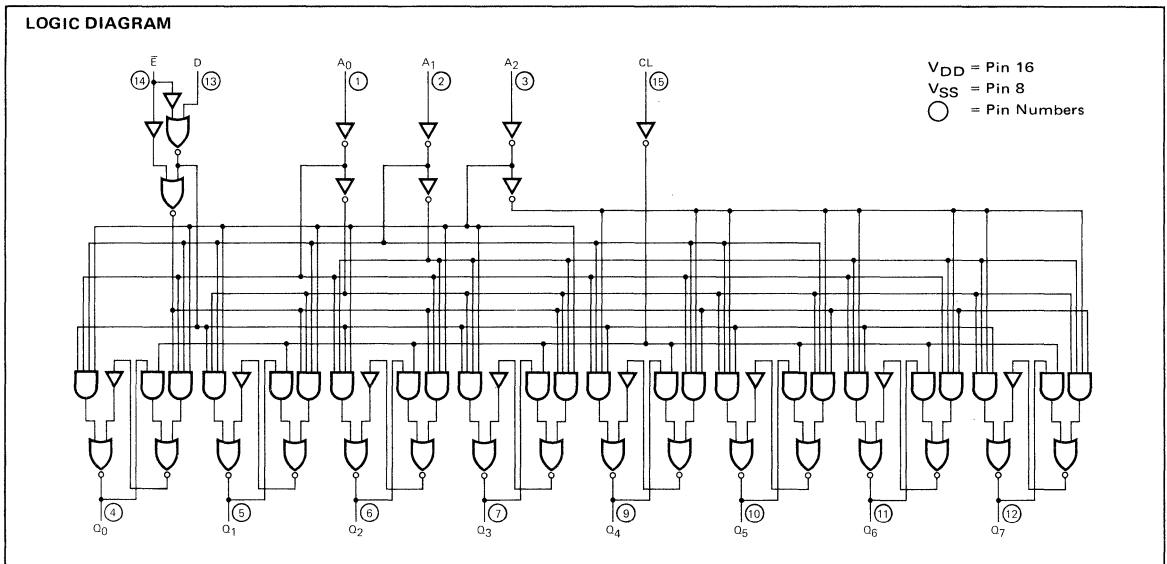 LOGIC DIAGRAM
E̅ D A0 A1 A2 CL
14 13 1 2 3 15
VDD = Pin 16
VSS = Pin 8
= Pin Numbers
4 5 6 7 9 10 11 12
Q0 Q1 Q2 Q3 Q4 Q5 Q6 Q7